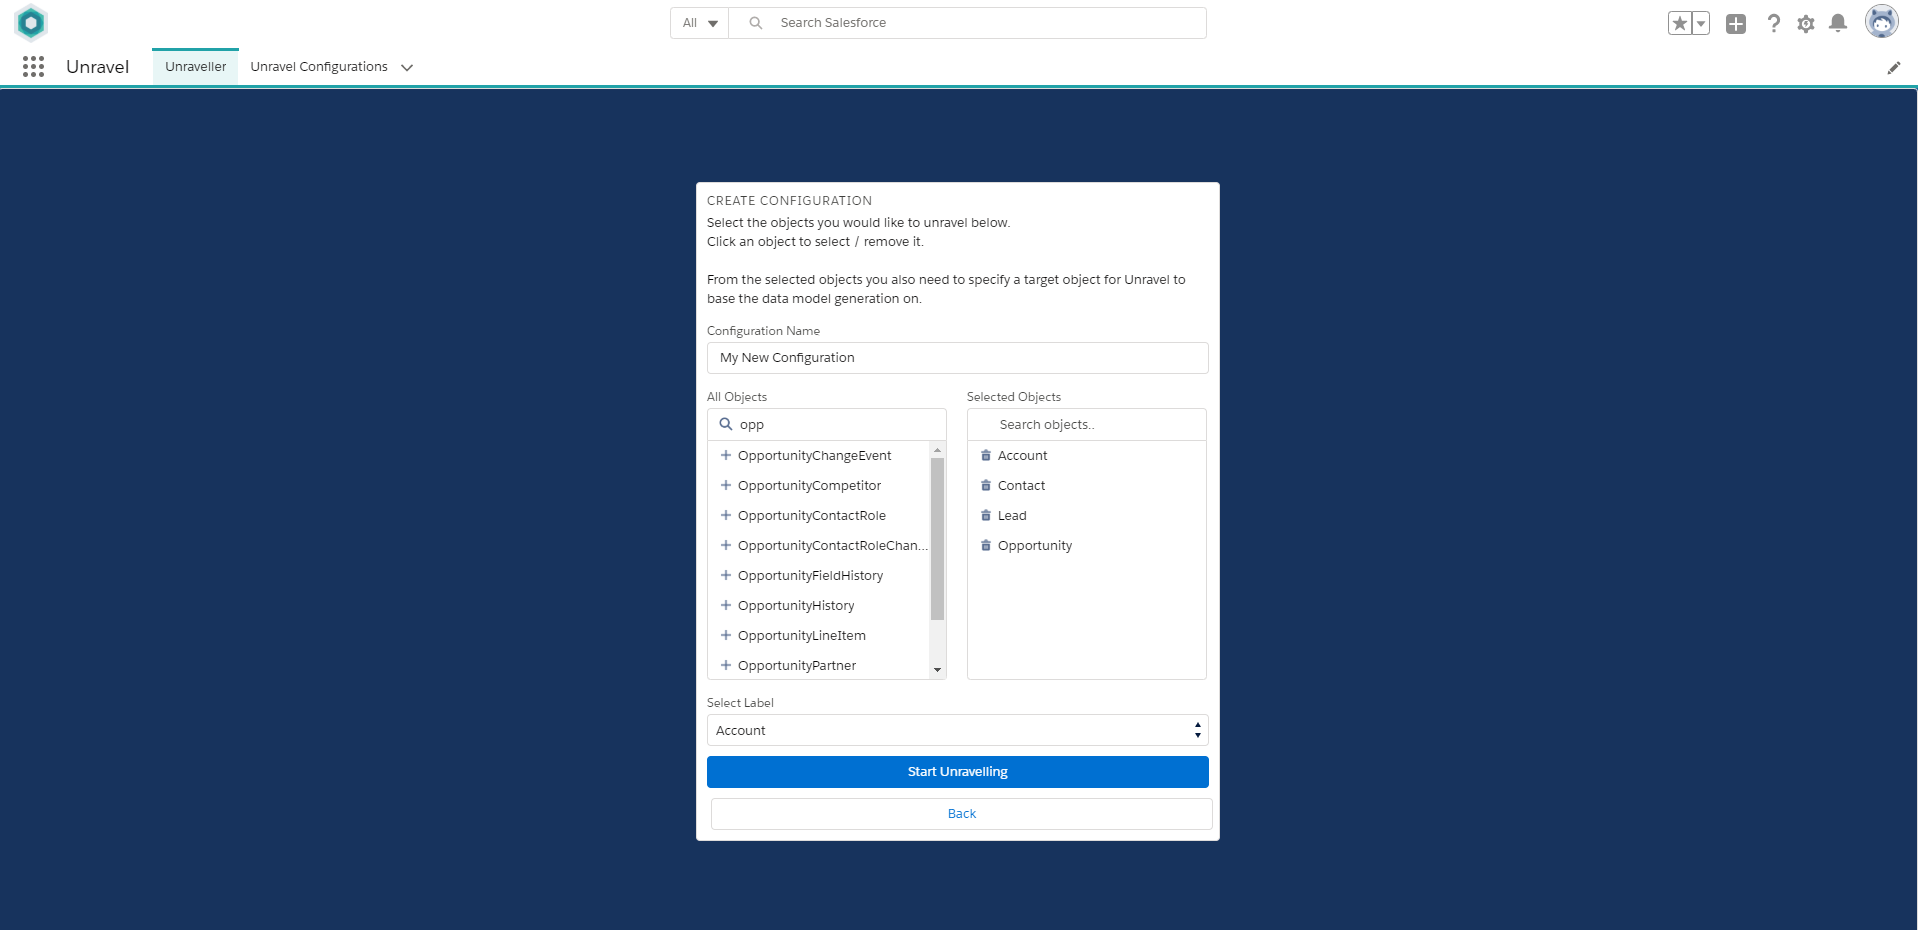 All
Search Salesforce
Unravel
Unraveller
Unravel Configurations
CREATE CONFIGURATION
Select the objects you would like to unravel below.
Click an object to select / remove it.
From the selected objects you also need to specify a target object for Unravel to
base the data model generation on.
Configuration Name
My New Configuration
All Objects
opp
OpportunityChangeEvent
OpportunityCompetitor
OpportunityContactRole
OpportunityContactRoleChan...
OpportunityFieldHistory
OpportunityHistory
OpportunityLineItem
OpportunityPartner
Selected Objects
Search objects..
Account
Contact
Lead
Opportunity
Select Label
Account
Start Unravelling
Back